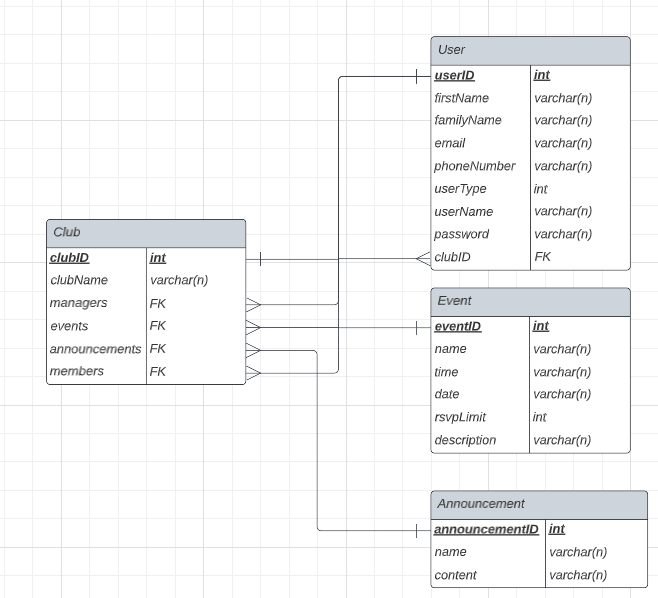 User
userID int
firstName varchar(n)
familyName varchar(n)
email varchar(n)
phoneNumber varchar(n)
userType int
userName varchar(n)
password varchar(n)
clubID FK
Club
clubID int
clubName varchar(n)
managers FK
events FK
announcements FK
members FK
Event
eventID int
name varchar(n)
time varchar(n)
date varchar(n)
rsvpLimit int
description varchar(n)
Announcement
announcementID int
name varchar(n)
content varchar(n)